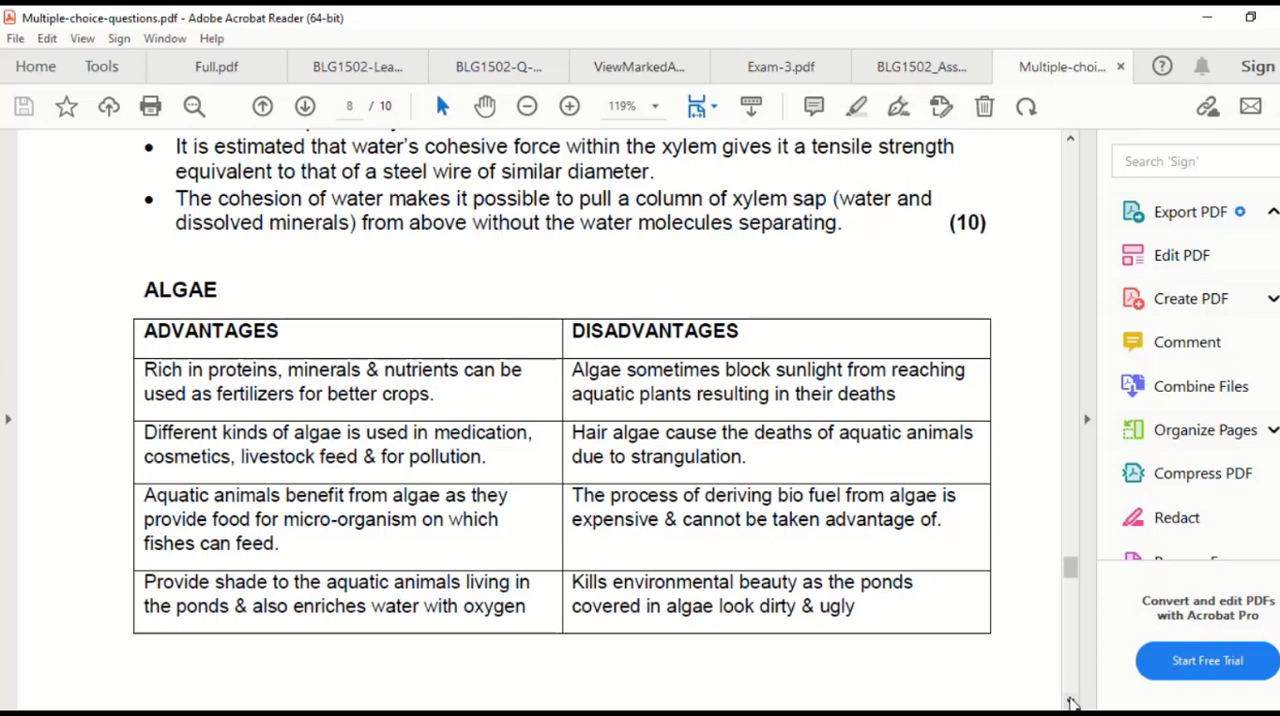 Multiple-choice-questions.pdf - Adobe Acrobat Reader (64-bit)
File Edit View Sign Window Help
Home Tools Full.pdf BLG1502-Lea... BLG1502-Q-... ViewMarkedA... Exam-3.pdf BLG1502_Ass... Multiple-choi... Sign
8 / 10 119%
It is estimated that water's cohesive force within the xylem gives it a tensile strength
equivalent to that of a steel wire of similar diameter.
The cohesion of water makes it possible to pull a column of xylem sap (water and
dissolved minerals) from above without the water molecules separating. (10)
ALGAE
ADVANTAGES DISADVANTAGES
Rich in proteins, minerals & nutrients can be
used as fertilizers for better crops.
Algae sometimes block sunlight from reaching
aquatic plants resulting in their deaths
Different kinds of algae is used in medication,
cosmetics, livestock feed & for pollution.
Hair algae cause the deaths of aquatic animals
due to strangulation.
Aquatic animals benefit from algae as they
provide food for micro-organism on which
fishes can feed.
The process of deriving bio fuel from algae is
expensive & cannot be taken advantage of.
Provide shade to the aquatic animals living in
the ponds & also enriches water with oxygen
Kills environmental beauty as the ponds
covered in algae look dirty & ugly
Search 'Sign'
Export PDF
Edit PDF
Create PDF
Comment
Combine Files
Organize Pages
Compress PDF
Redact
Convert and edit PDFs
with Acrobat Pro
Start Free Trial